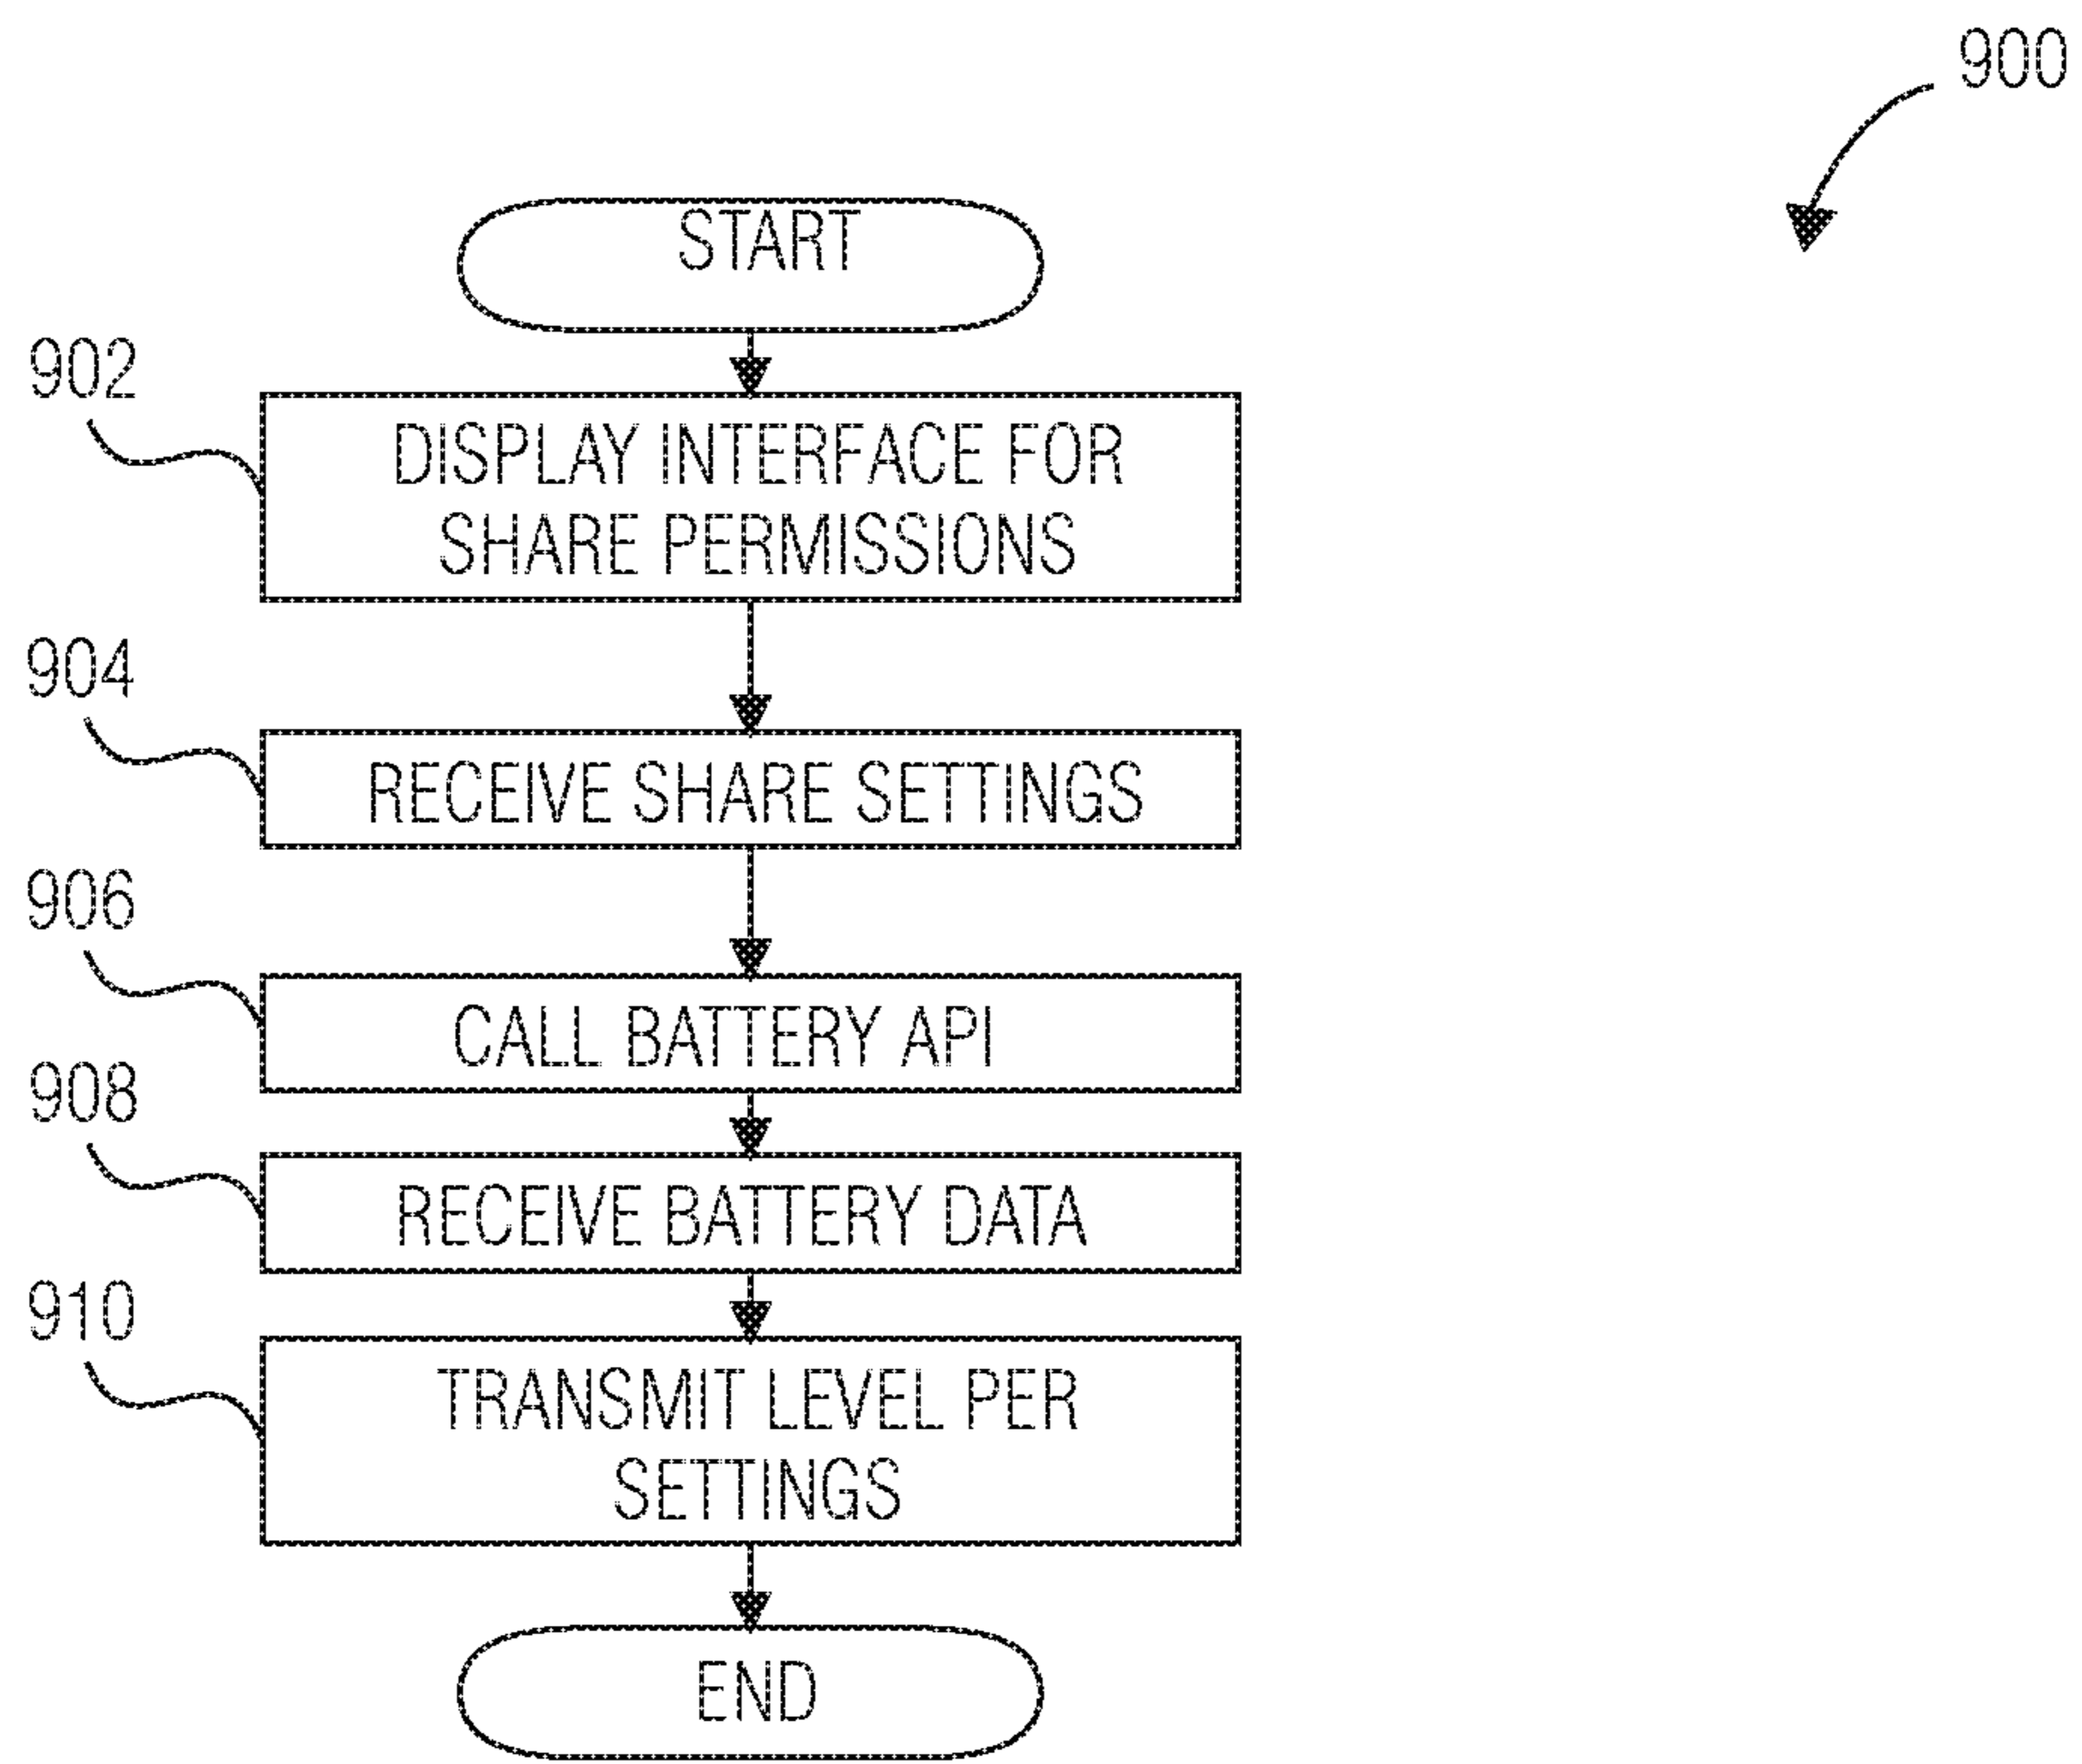 900
START
902
DISPLAY INTERFACE FOR
SHARE PERMISSIONS
904
RECEIVE SHARE SETTINGS
906
CALL BATTERY API
908
RECEIVE BATTERY DATA
910
TRANSMIT LEVEL PER
SETTINGS
END